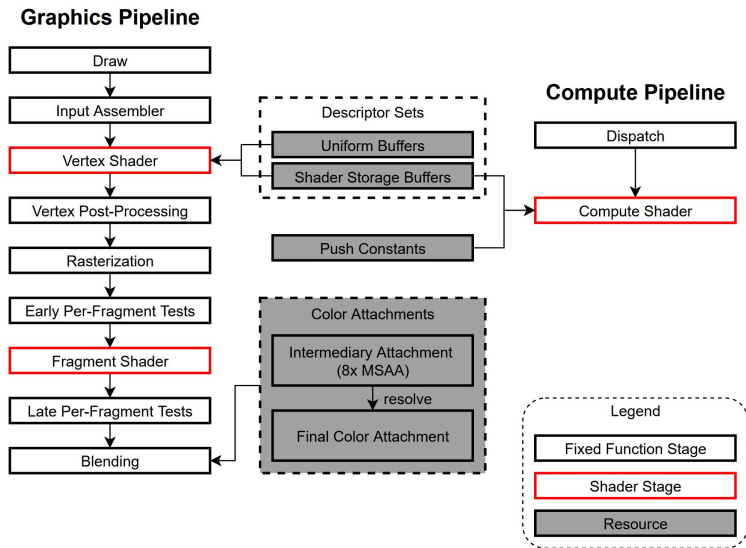 Graphics Pipeline
Draw
Input Assembler
Vertex Shader
Vertex Post-Processing
Rasterization
Early Per-Fragment Tests
Fragment Shader
Late Per-Fragment Tests
Blending
Descriptor Sets
Uniform Buffers
Shader Storage Buffers
Push Constants
Color Attachments
Intermediary Attachment
(8x MSAA)
resolve
Final Color Attachment
Compute Pipeline
Dispatch
Compute Shader
Legend
Fixed Function Stage
Shader Stage
Resource